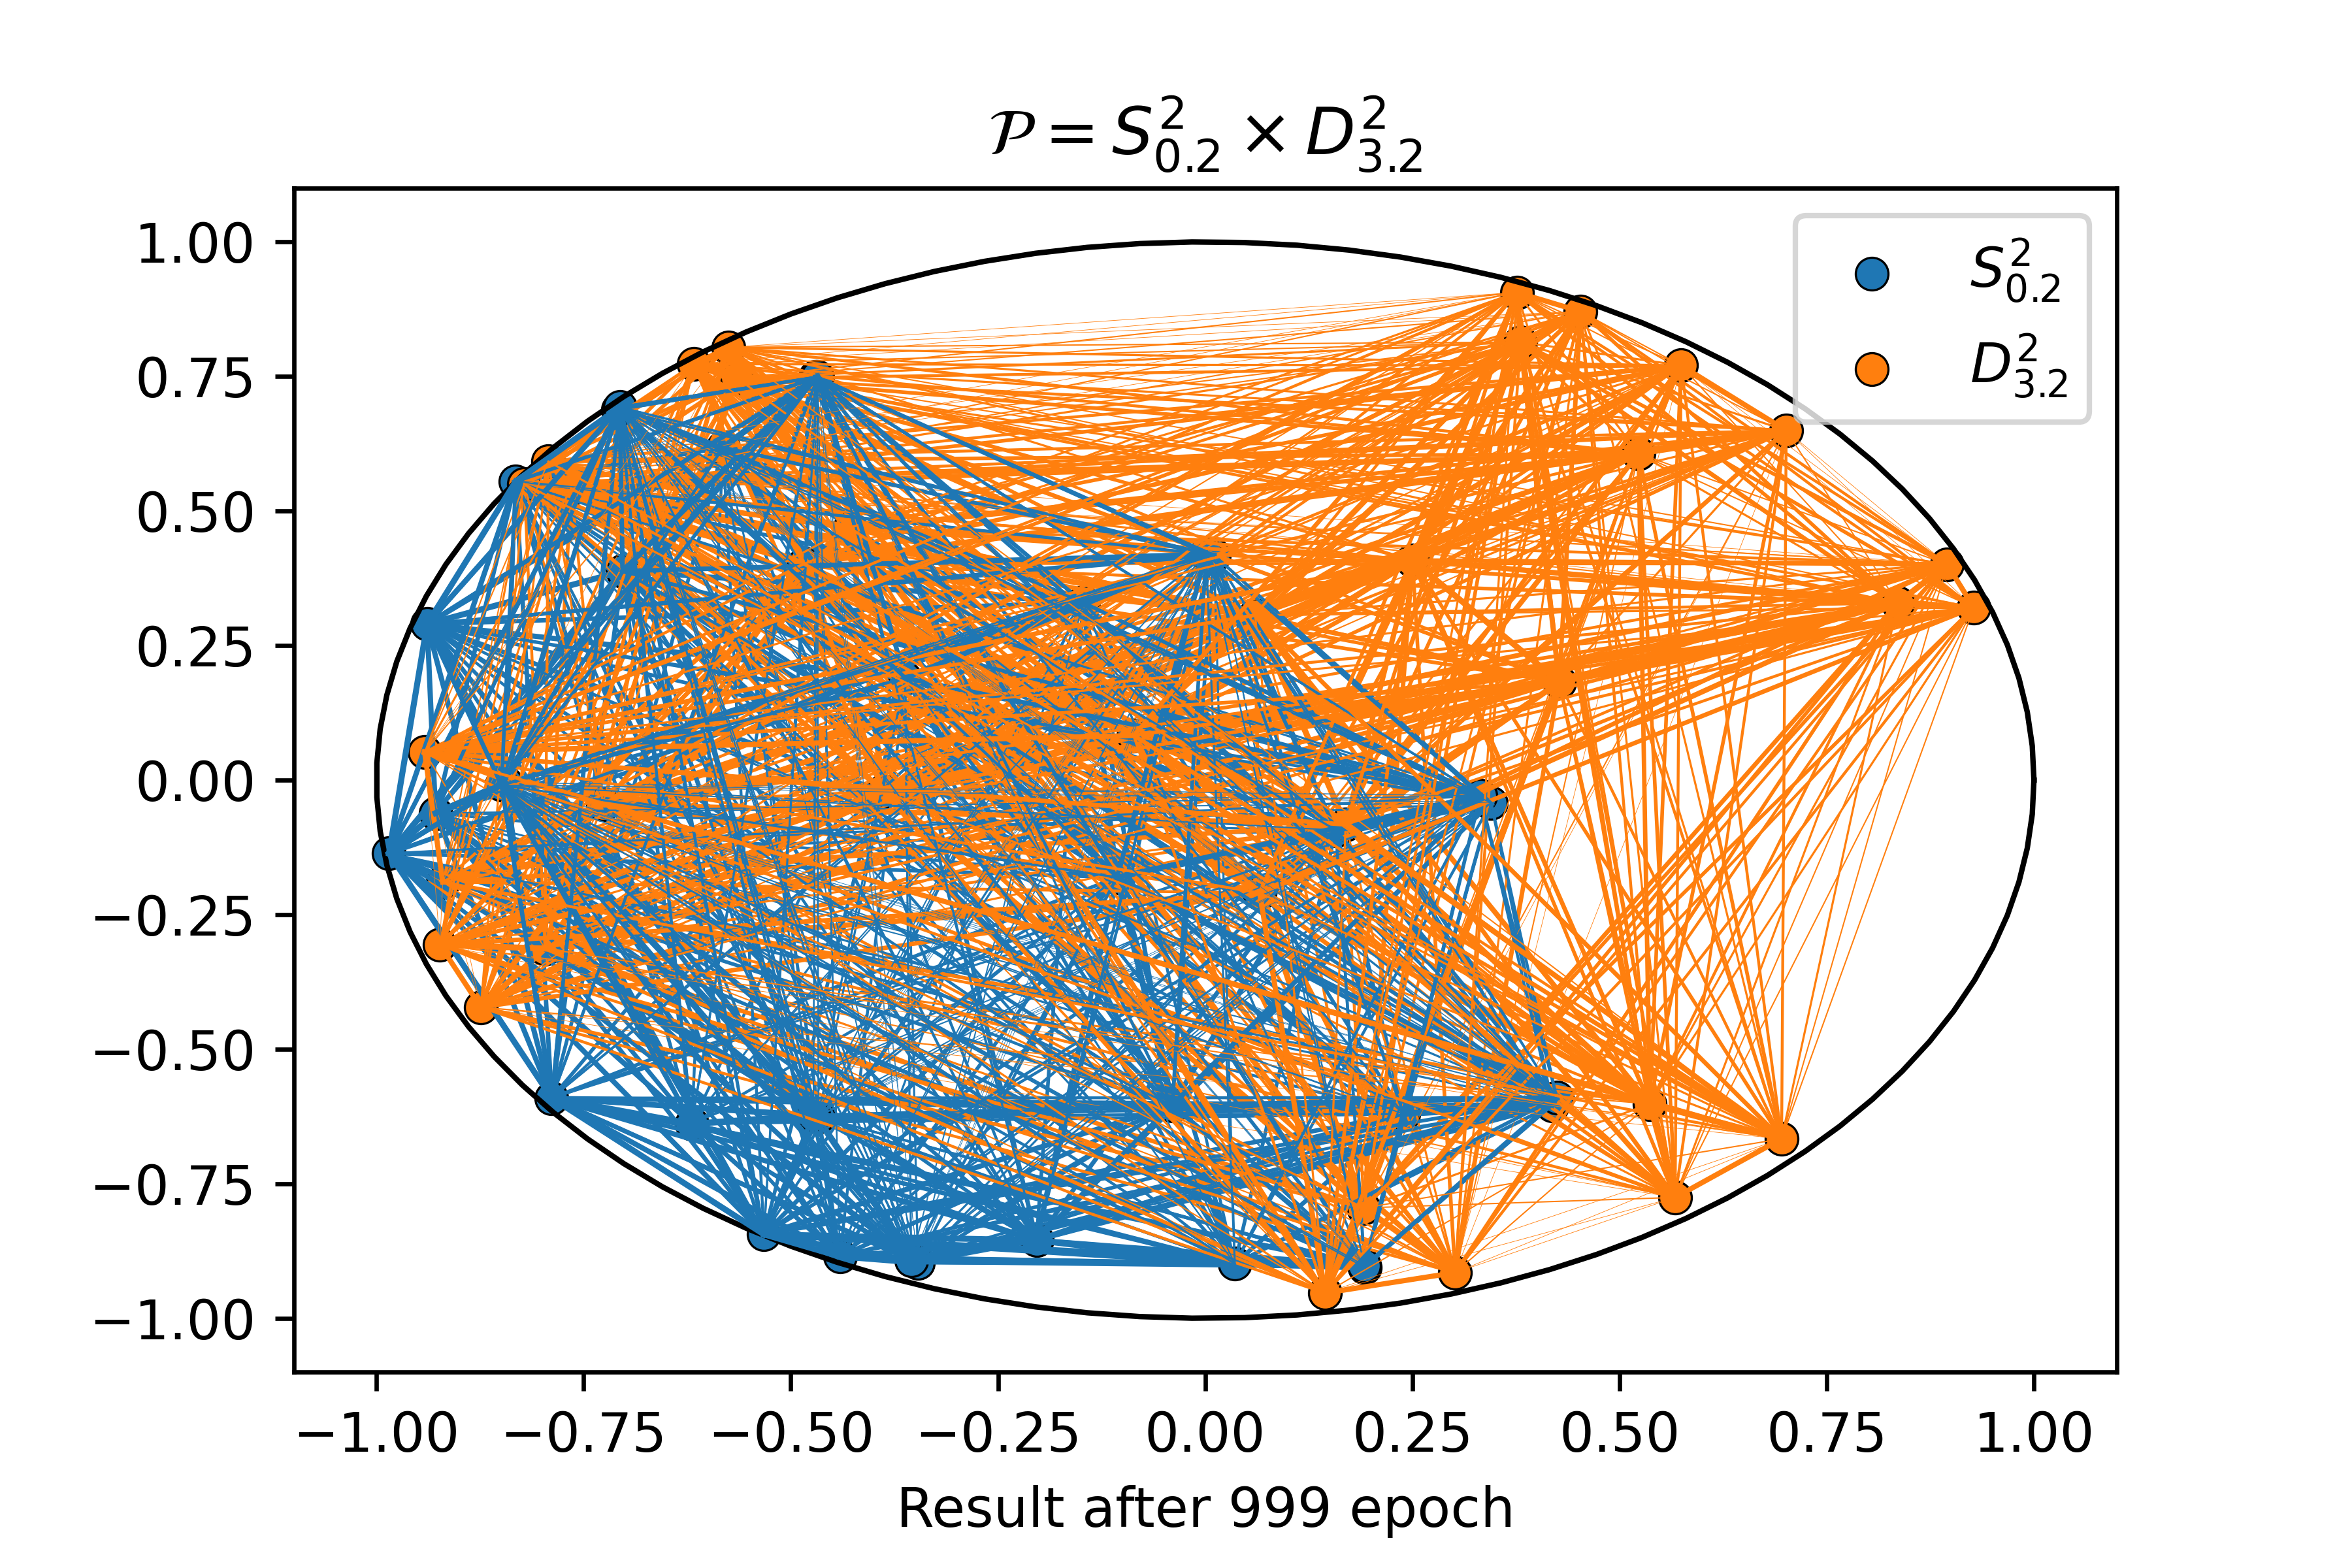 𝒫 = S²₀.₂ × D²₃.₂
S²₀.₂
D²₃.₂
1.00
0.75
0.50
0.25
0.00
−0.25
−0.50
−0.75
−1.00
−1.00 −0.75 −0.50 −0.25 0.00 0.25 0.50 0.75 1.00
Result after 999 epoch